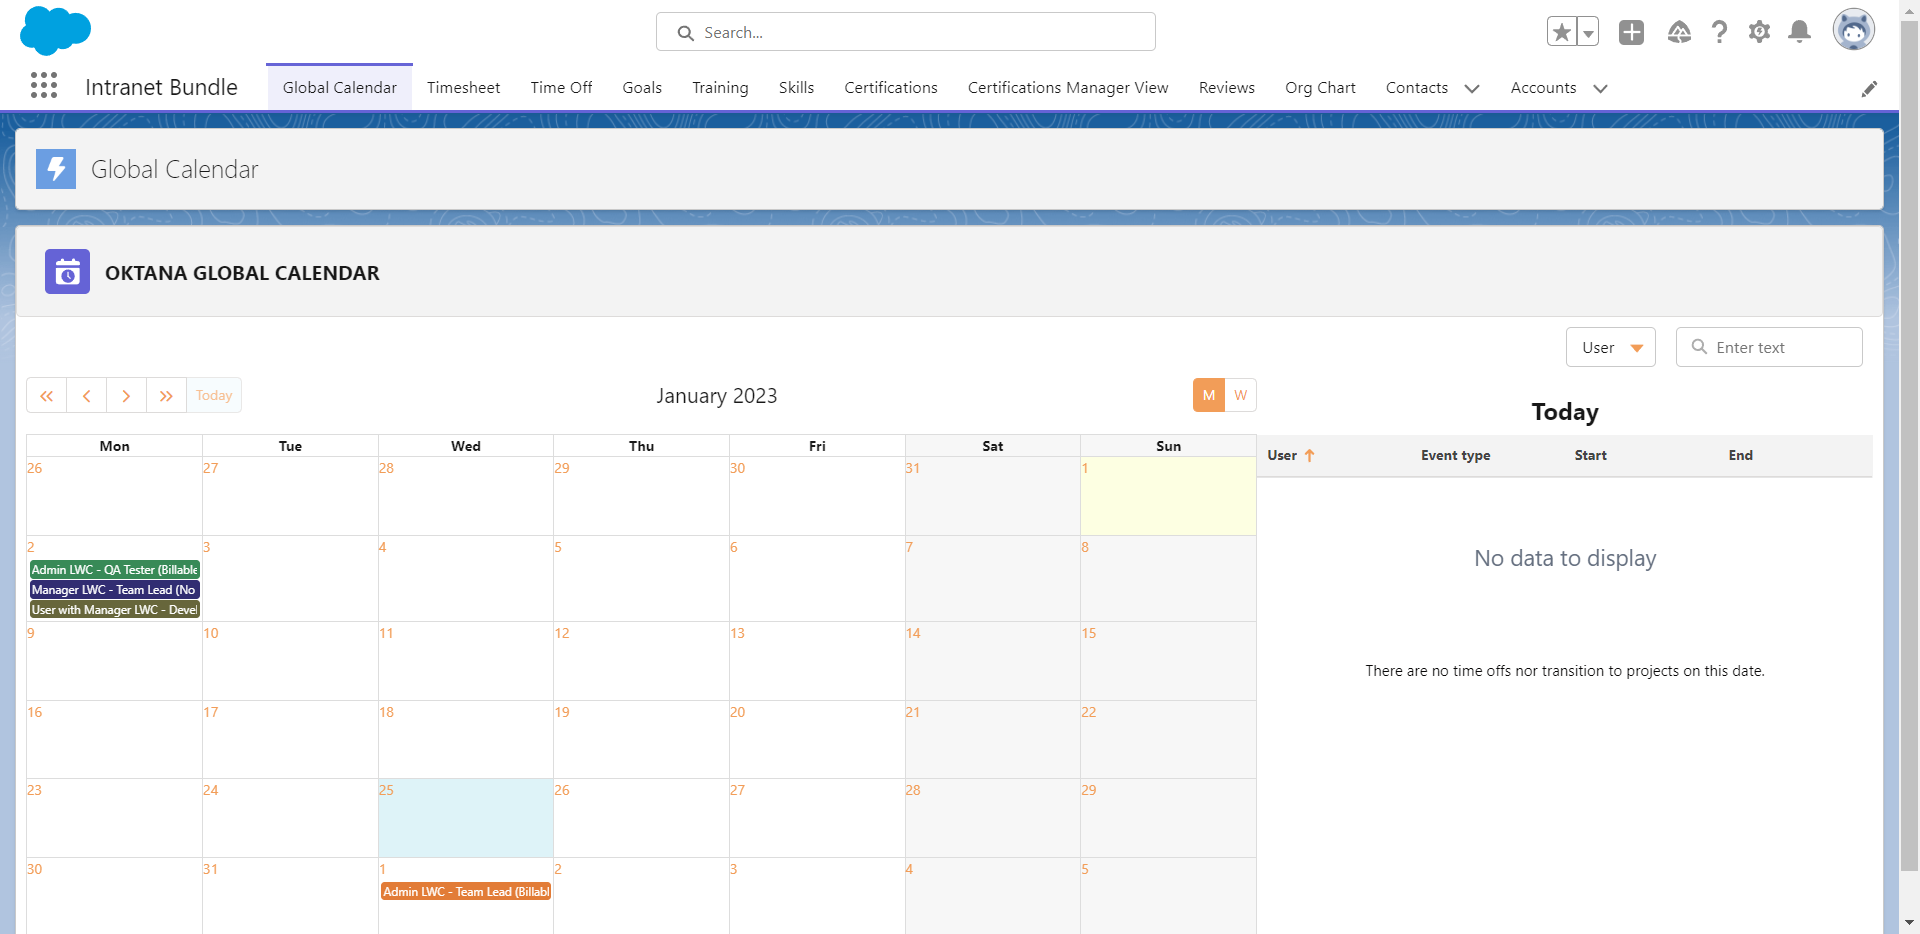 Search...
Intranet Bundle
Global Calendar Timesheet Time Off Goals Training Skills Certifications Certifications Manager View Reviews Org Chart Contacts Accounts
Global Calendar
OKTANA GLOBAL CALENDAR
User Enter text
Today January 2023 M W
Today
Mon Tue Wed Thu Fri Sat Sun
User Event type Start End
26 27 28 29 30 31 1
2 3 4 5 6 7 8
Admin LWC - QA Tester (Billable
Manager LWC - Team Lead (No
User with Manager LWC - Devel
No data to display
9 10 11 12 13 14 15
There are no time offs nor transition to projects on this date.
16 17 18 19 20 21 22
23 24 25 26 27 28 29
30 31 1 2 3 4 5
Admin LWC - Team Lead (Billabl